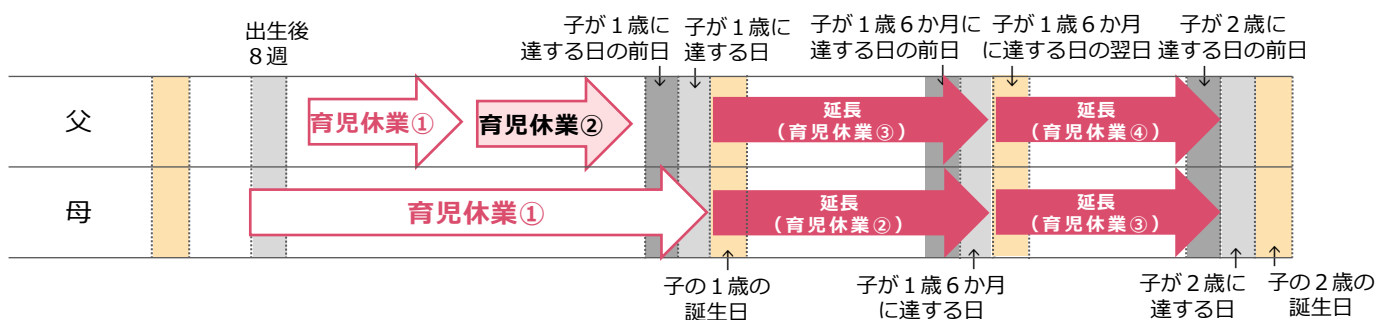 出生後
８週
子が１歳に
達する日の前日
子が１歳に
達する日
子が１歳６か月に
達する日の前日
子が１歳６か月
に達する日の翌日
子が２歳に
達する日の前日
父
育児休業①
育児休業②
延長
（育児休業③）
延長
（育児休業④）
母
育児休業①
延長
（育児休業②）
延長
（育児休業③）
子の１歳の
誕生日
子が１歳６か月
に達する日
子が２歳に
達する日
子の２歳の
誕生日